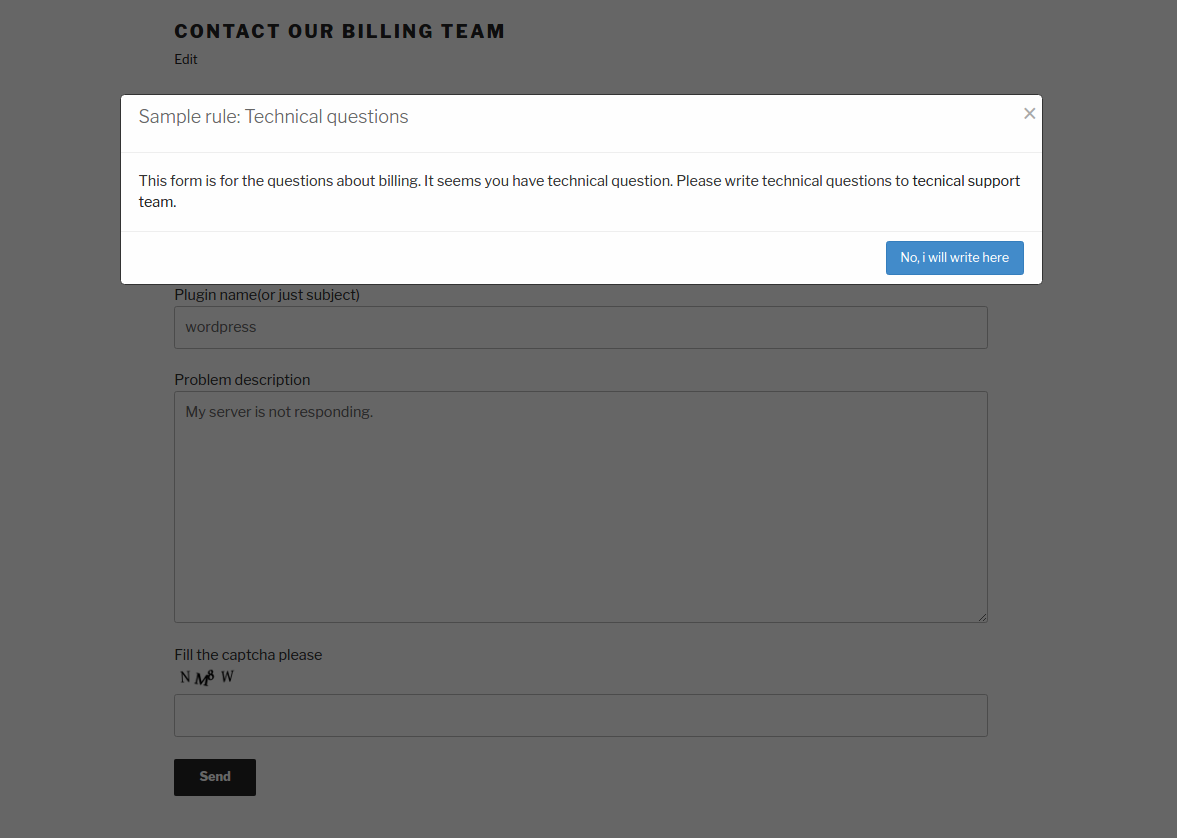 CONTACT OUR BILLING TEAM
Edit
Sample rule: Technical questions
×
This form is for the questions about billing. It seems you have technical question. Please write technical questions to tecnical support
team.
No, i will write here
Plugin name(or just subject)
wordpress
Problem description
My server is not responding.
Fill the captcha please
N M8 W
Send